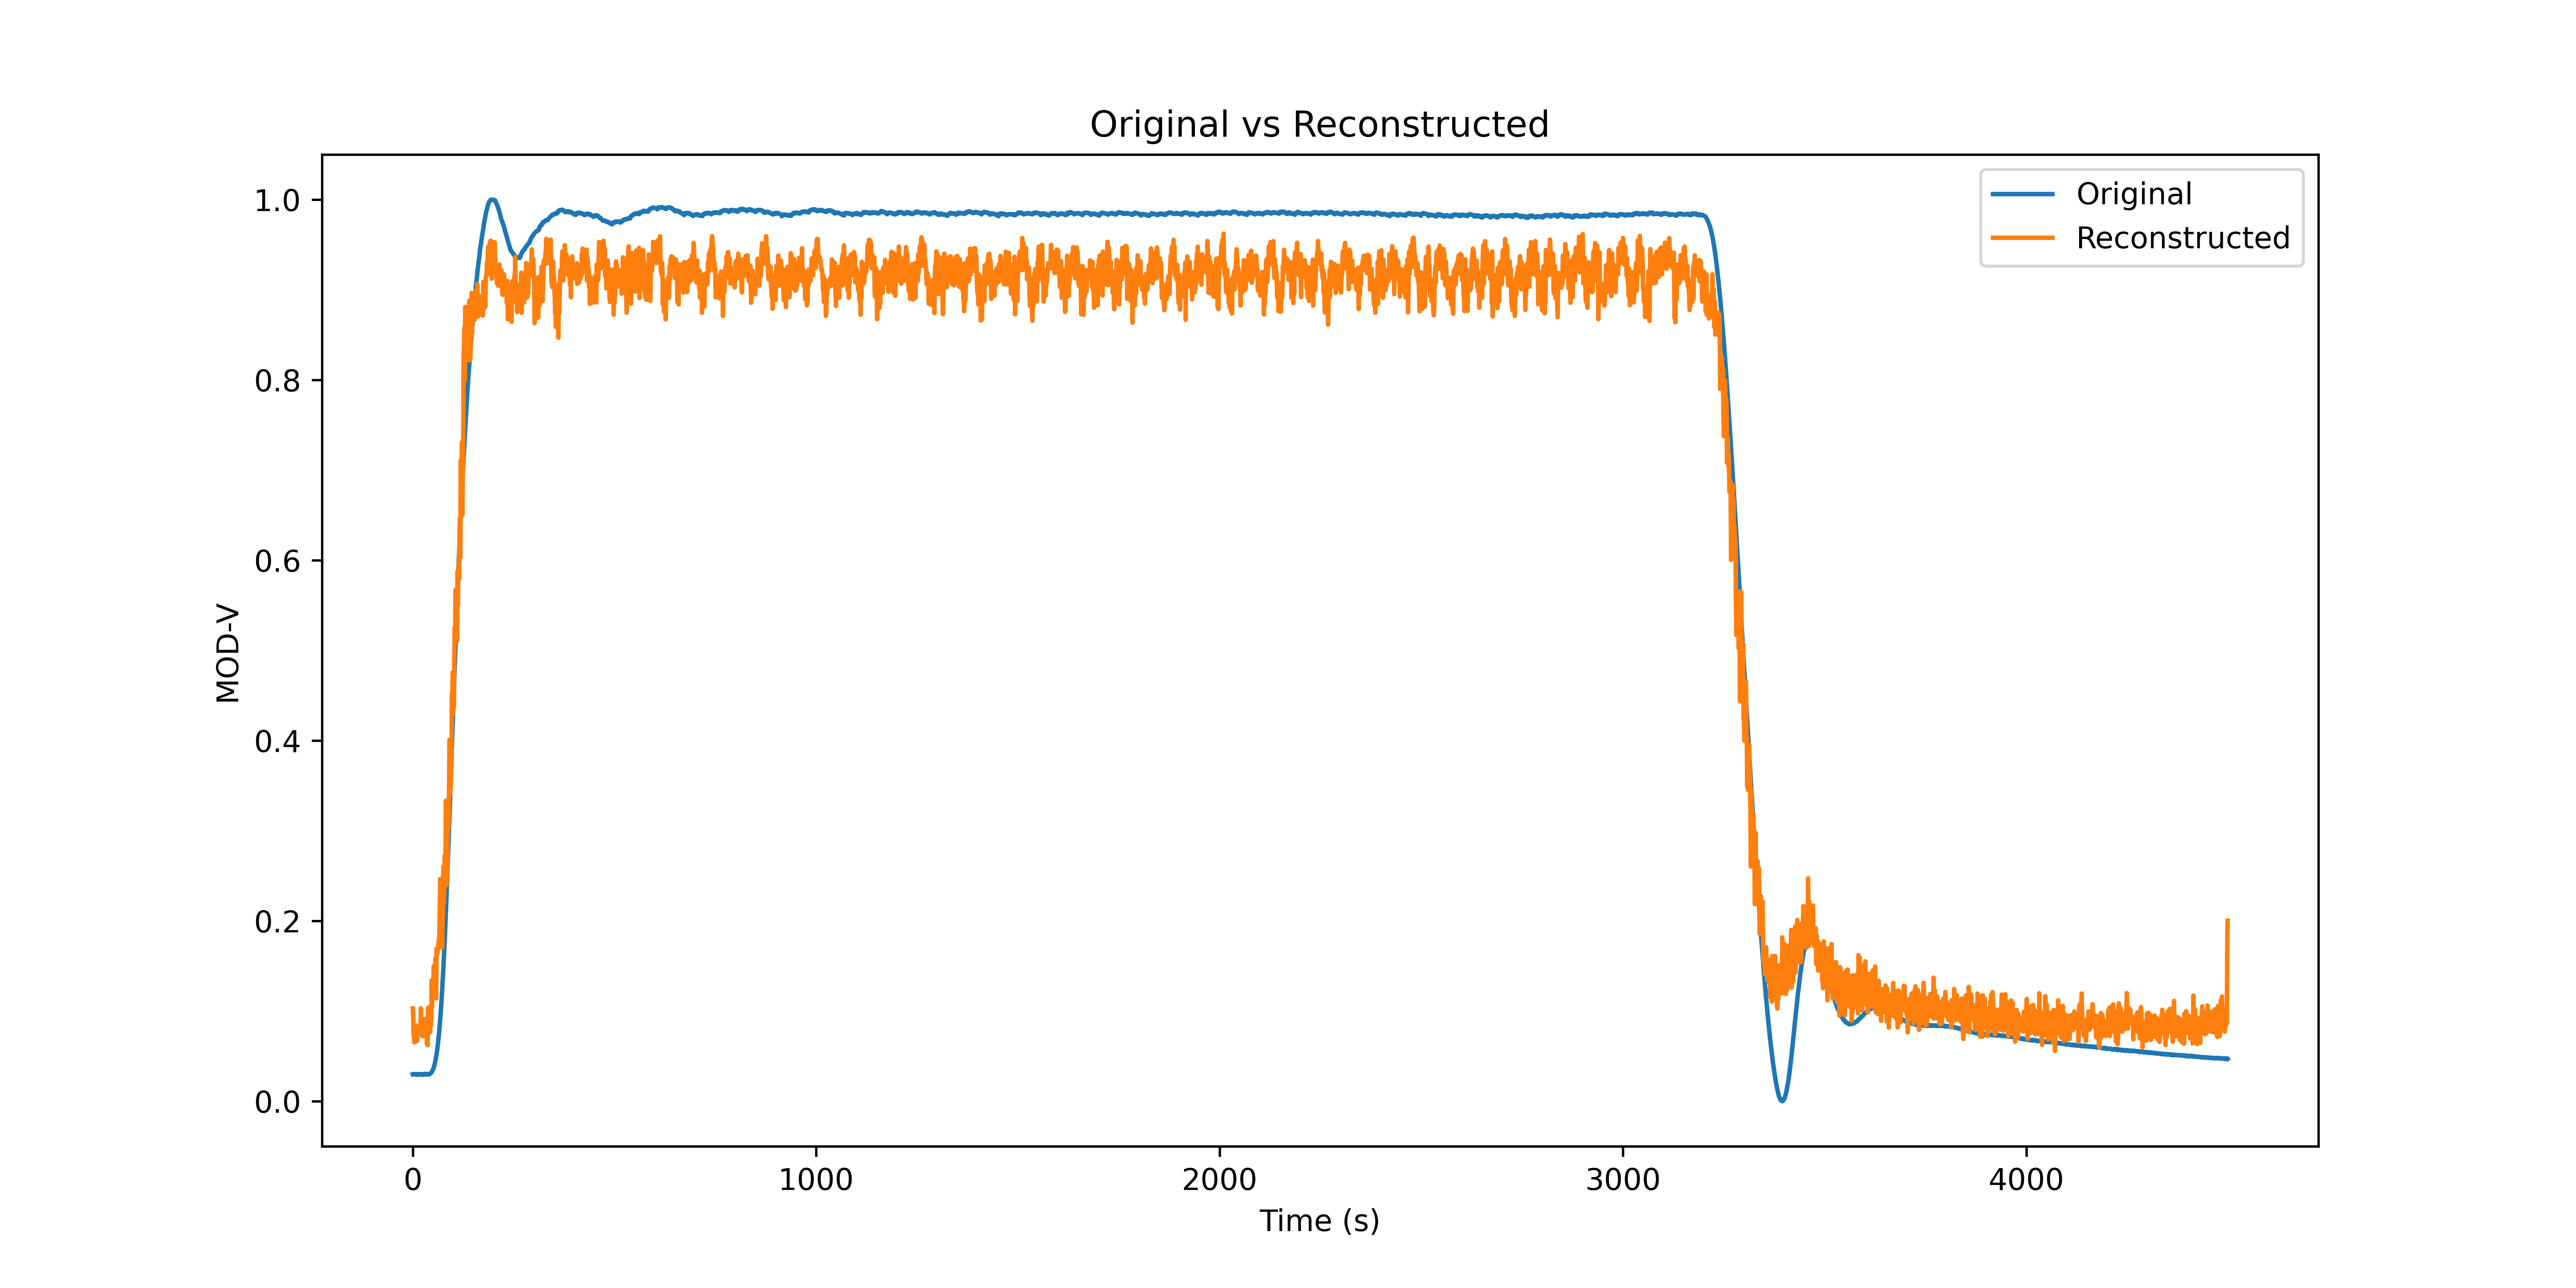 Original vs Reconstructed
Original
Reconstructed
1.0
0.8
0.6
0.4
0.2
0.0
MOD-V
0
1000
2000
3000
4000
Time (s)